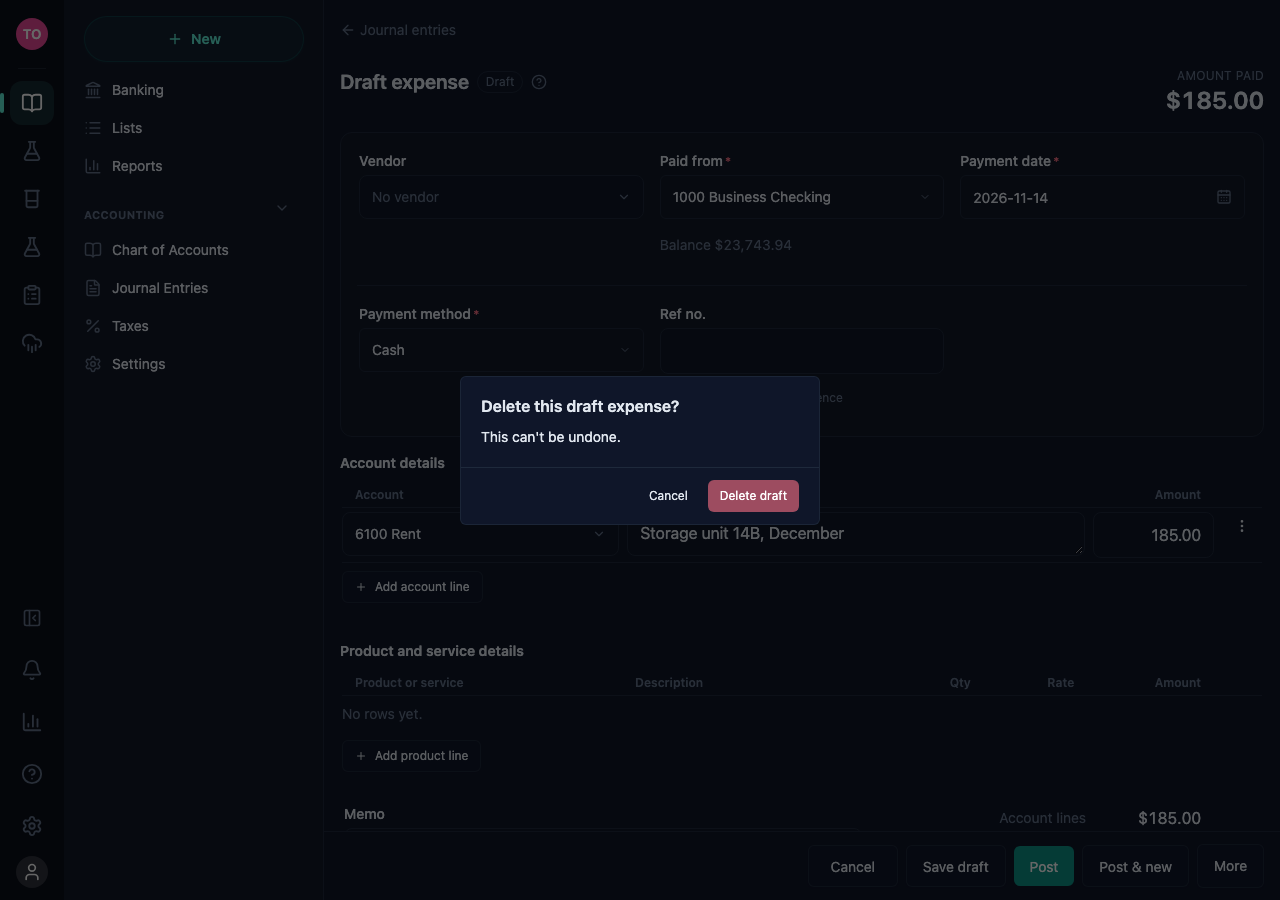 TO
New
Banking
Lists
Reports
ACCOUNTING
Chart of Accounts
Journal Entries
Taxes
Settings
Journal entries
Draft expense Draft
AMOUNT PAID
$185.00
Vendor Paid from * Payment date *
No vendor 1000 Business Checking 2026-11-14
Balance $23,743.94
Payment method * Ref no.
Cash
Delete this draft expense?
This can't be undone.
Cancel Delete draft
Account details
Account Amount
6100 Rent Storage unit 14B, December 185.00
Add account line
Product and service details
Product or service Description Qty Rate Amount
No rows yet.
Add product line
Memo Account lines $185.00
Cancel Save draft Post Post & new More